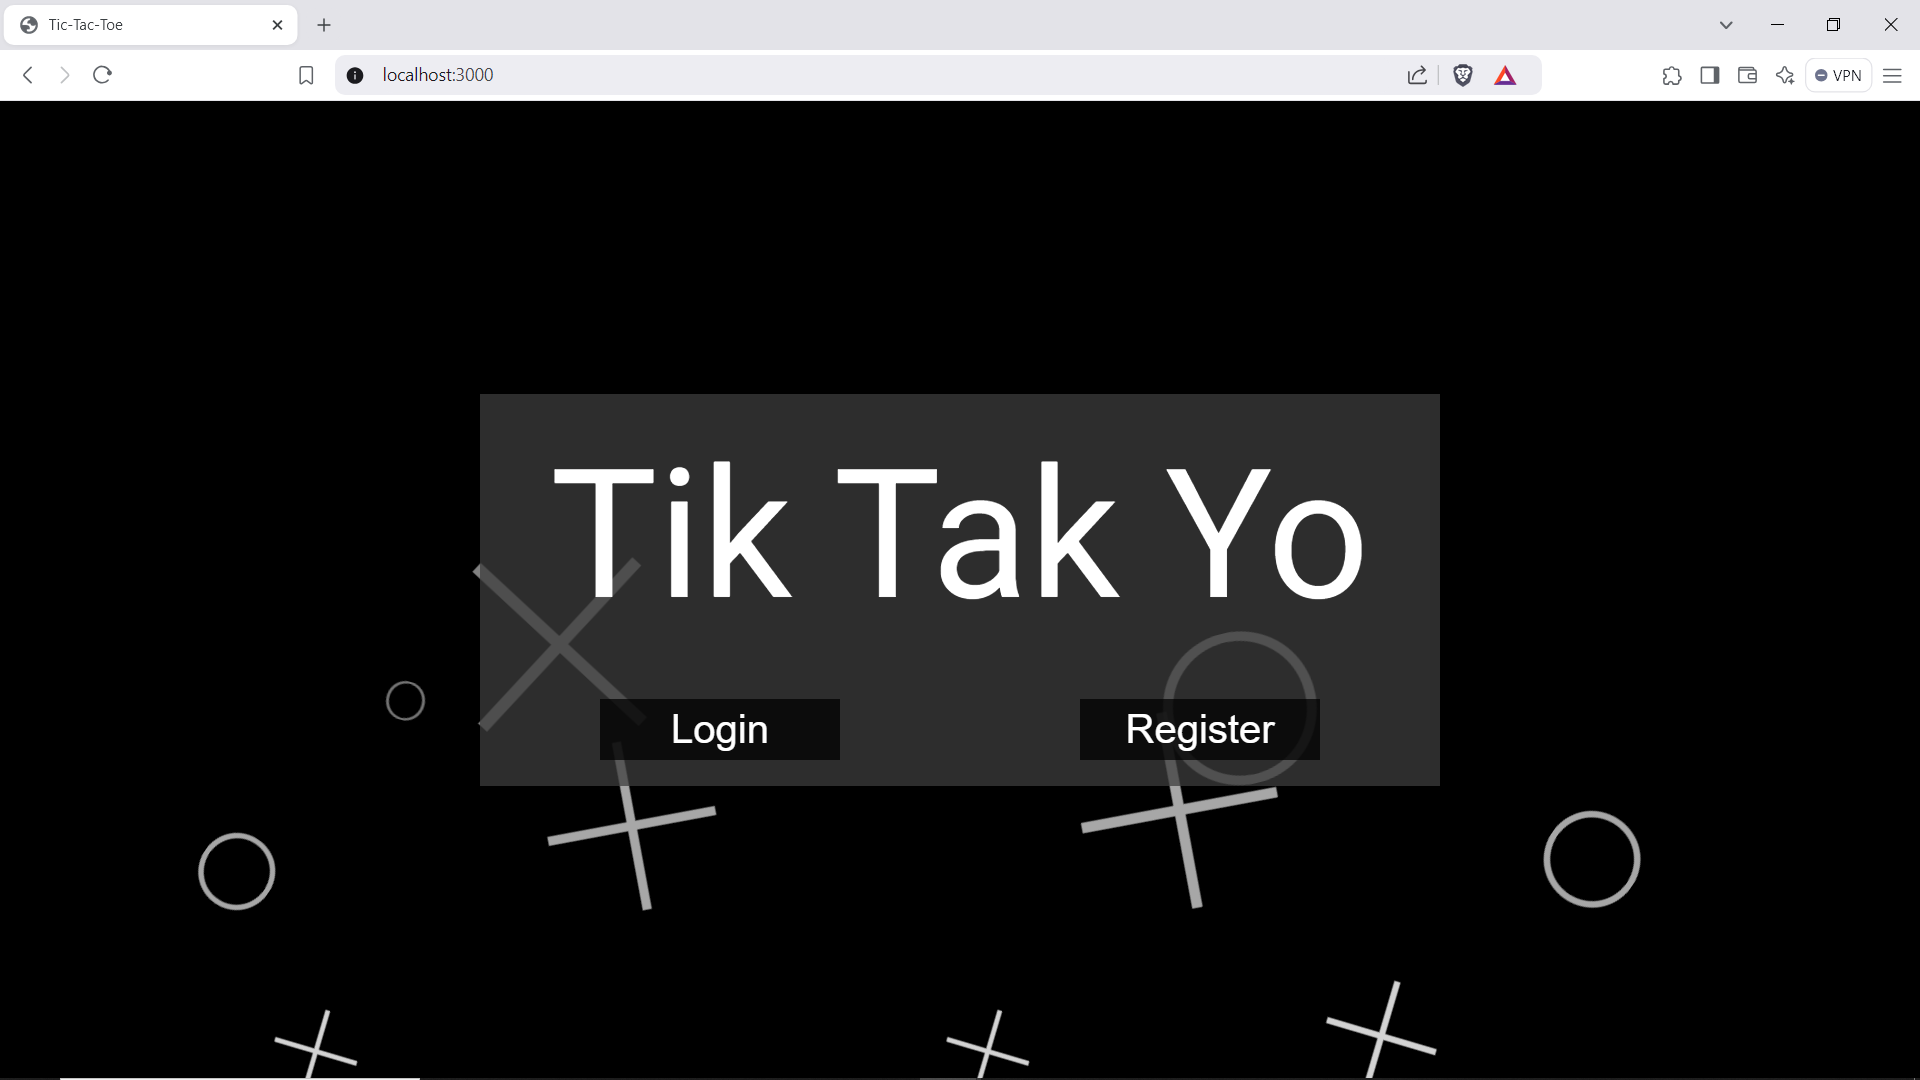 Tic-Tac-Toe
localhost:3000
VPN
Tik Tak Yo
Login
Register